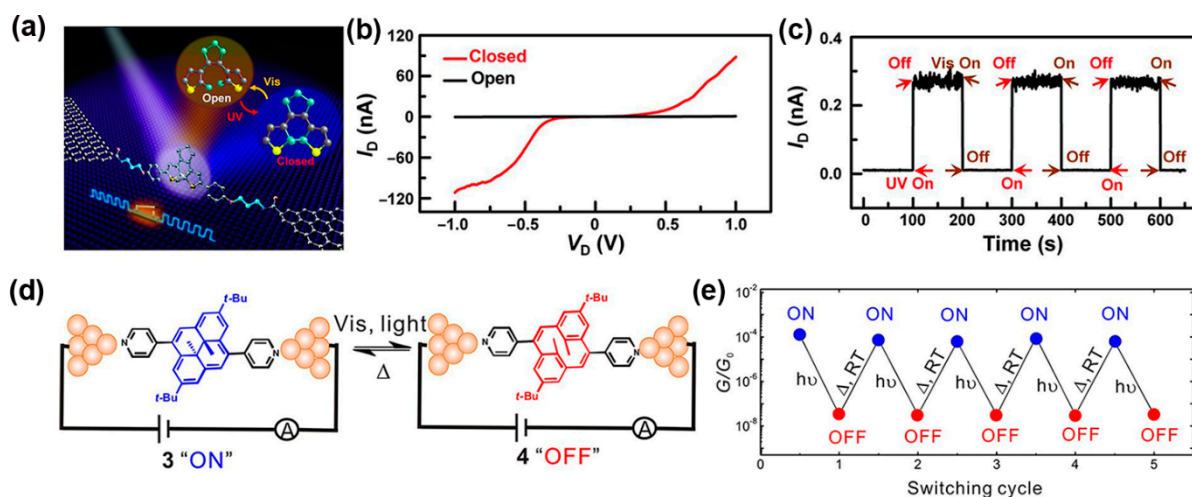 (a)
Open
Vis
UV
Closed
(b)
120
60
0
−60
−120
I_D (nA)
Closed
Open
−1.0
−0.5
0
0.5
1.0
V_D (V)
(c)
0.4
0.2
0.0
I_D (nA)
Off
Vis On
Off
On
Off
On
UV On
Off
On
Off
On
Off
0
100
200
300
400
500
600
Time (s)
(d)
t-Bu
N
N
t-Bu
A
3 "ON"
Vis, light
Δ
t-Bu
N
N
t-Bu
A
4 "OFF"
(e)
10⁻²
10⁻⁴
10⁻⁶
10⁻⁸
G/G₀
ON
ON
ON
ON
ON
hυ
Δ, RT
hυ
Δ, RT
hυ
Δ, RT
hυ
Δ, RT
hυ
OFF
OFF
OFF
OFF
OFF
0
1
2
3
4
5
Switching cycle